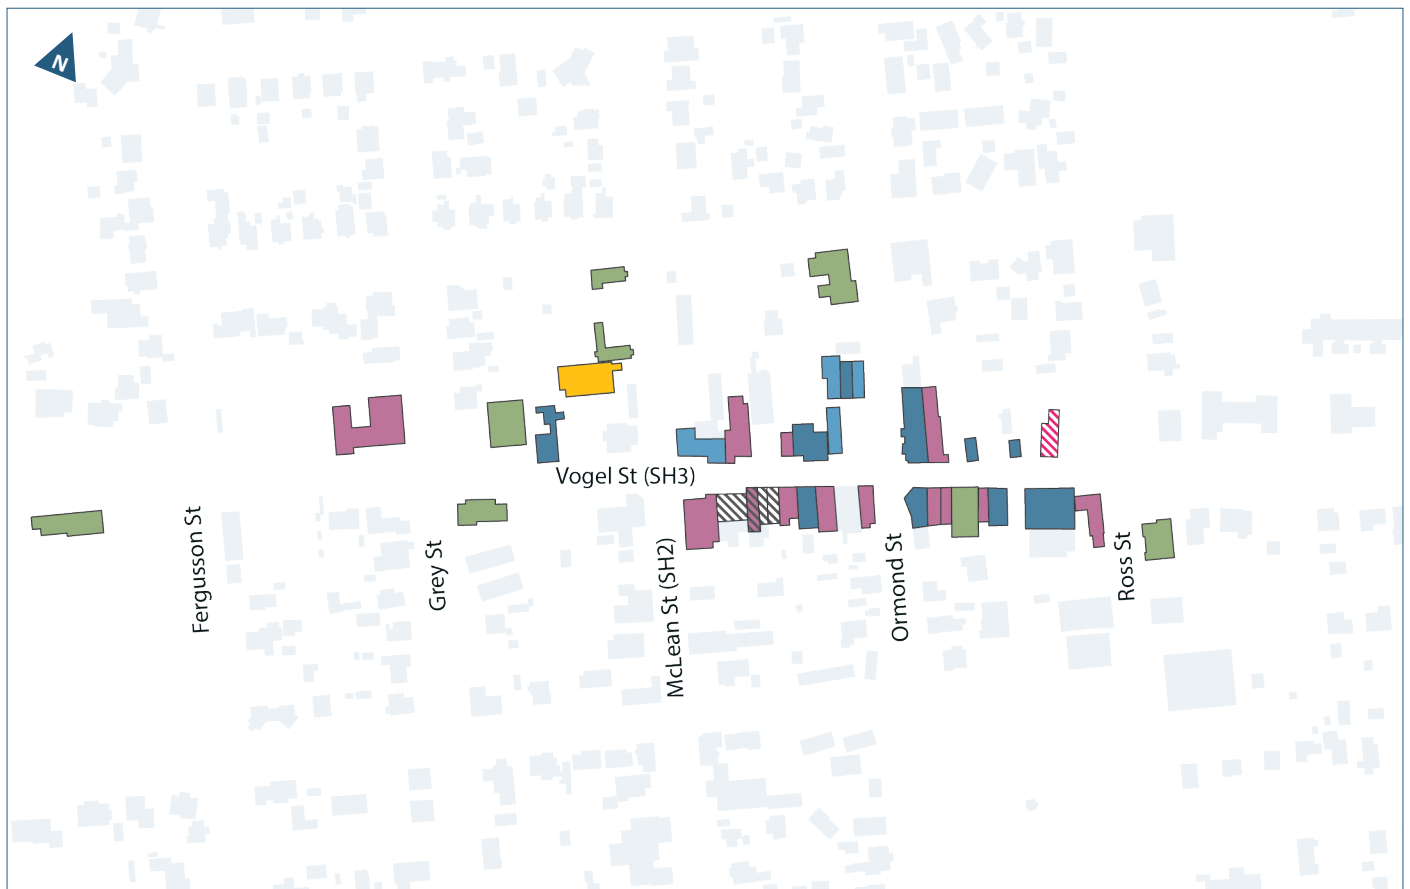 N
Vogel St (SH3)
Fergusson St
Grey St
McLean St (SH2)
Ormond St
Ross St